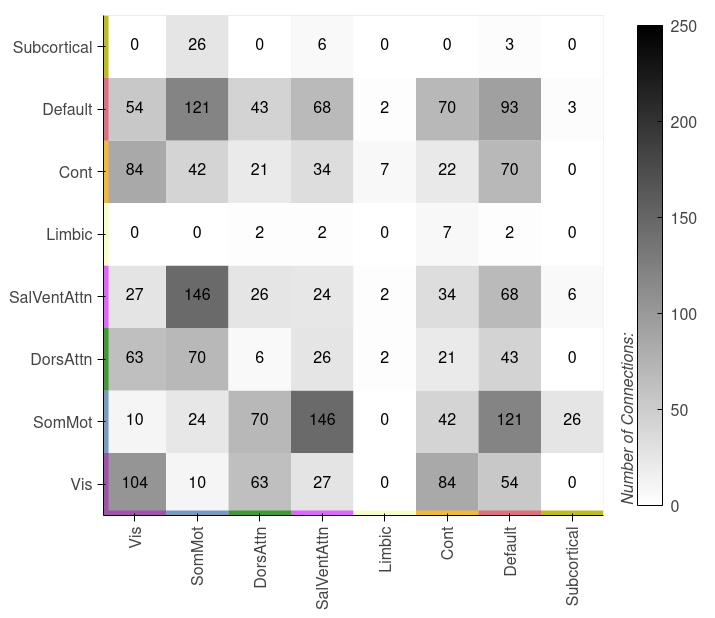 Subcortical 0 26 0 6 0 0 3 0
Default 54 121 43 68 2 70 93 3
Cont 84 42 21 34 7 22 70 0
Limbic 0 0 2 2 0 7 2 0
SalVentAttn 27 146 26 24 2 34 68 6
DorsAttn 63 70 6 26 2 21 43 0
SomMot 10 24 70 146 0 42 121 26
Vis 104 10 63 27 0 84 54 0
Vis
SomMot
DorsAttn
SalVentAttn
Limbic
Cont
Default
Subcortical
Number of Connections:
250
200
150
100
50
0